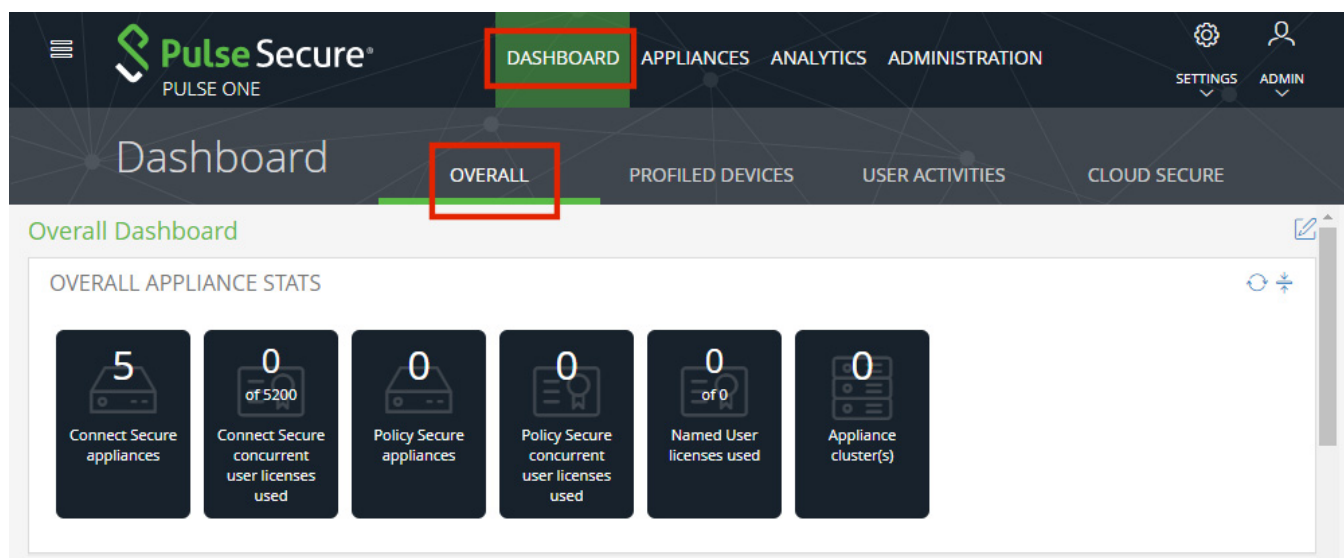 Pulse Secure®
PULSE ONE
DASHBOARD APPLIANCES ANALYTICS ADMINISTRATION
SETTINGS ADMIN
Dashboard
OVERALL PROFILED DEVICES USER ACTIVITIES CLOUD SECURE
Overall Dashboard
OVERALL APPLIANCE STATS
5
Connect Secure
appliances
0
of 5200
Connect Secure
concurrent
user licenses
used
0
Policy Secure
appliances
0
Policy Secure
concurrent
user licenses
used
0
of 0
Named User
licenses used
0
Appliance
cluster(s)